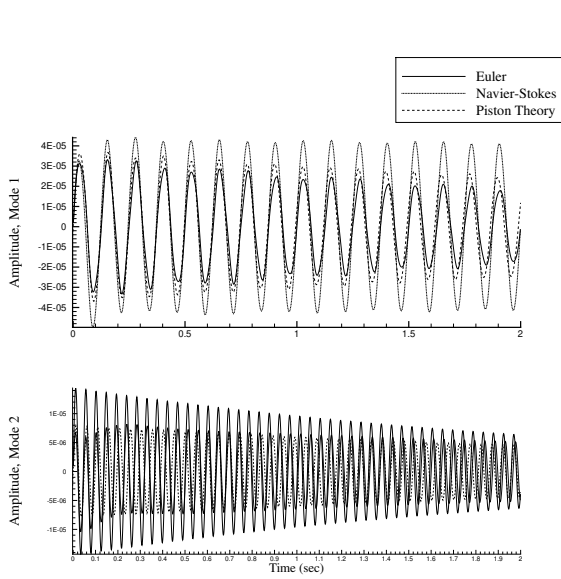 Euler
Navier-Stokes
Piston Theory
Amplitude, Mode 1
4E-05
3E-05
2E-05
1E-05
0
-1E-05
-2E-05
-3E-05
-4E-05
0 0.5 1 1.5 2
Amplitude, Mode 2
1E-05
5E-06
0
-5E-06
-1E-05
0 0.1 0.2 0.3 0.4 0.5 0.6 0.7 0.8 0.9 1 1.1 1.2 1.3 1.4 1.5 1.6 1.7 1.8 1.9 2
Time (sec)